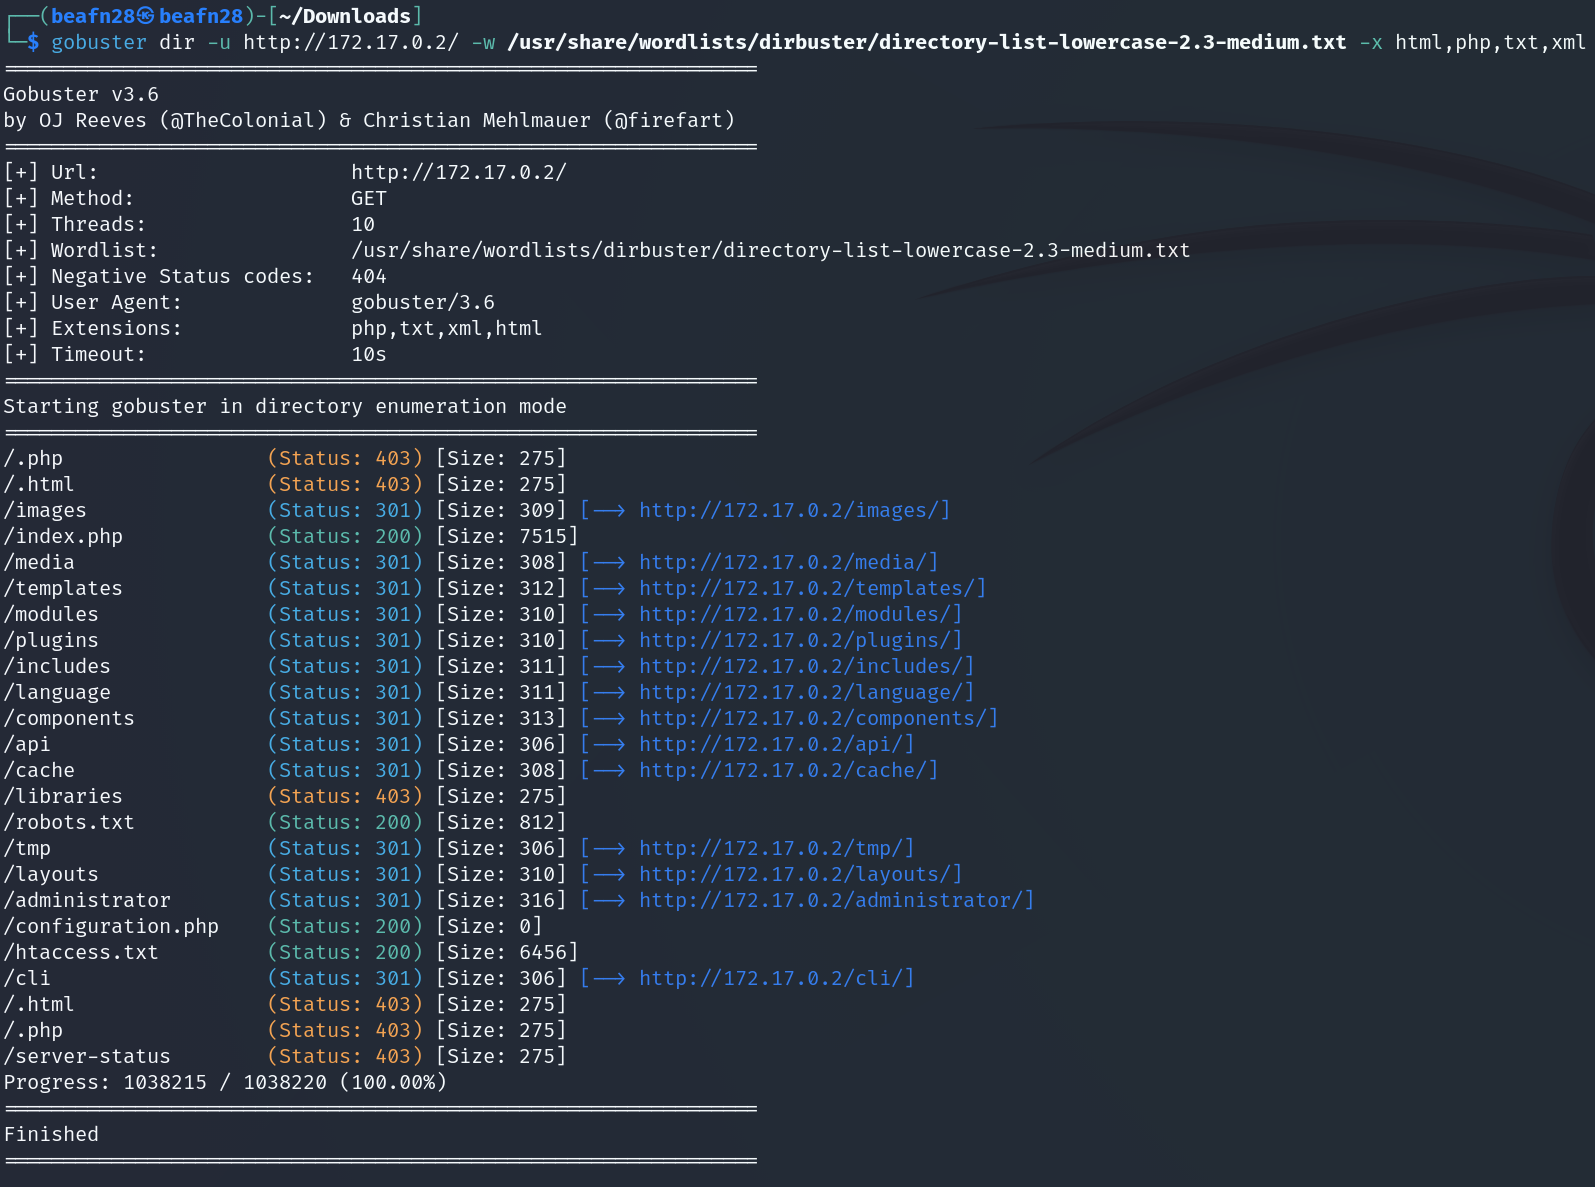 ┌──(beafn28㉿beafn28)-[~/Downloads]
└─$ gobuster dir -u http://172.17.0.2/ -w /usr/share/wordlists/dirbuster/directory-list-lowercase-2.3-medium.txt -x html,php,txt,xml
===============================================================
Gobuster v3.6
by OJ Reeves (@TheColonial) & Christian Mehlmauer (@firefart)
===============================================================
[+] Url:                     http://172.17.0.2/
[+] Method:                  GET
[+] Threads:                 10
[+] Wordlist:                /usr/share/wordlists/dirbuster/directory-list-lowercase-2.3-medium.txt
[+] Negative Status codes:   404
[+] User Agent:              gobuster/3.6
[+] Extensions:              php,txt,xml,html
[+] Timeout:                 10s
===============================================================
Starting gobuster in directory enumeration mode
===============================================================
/.php                 (Status: 403) [Size: 275]
/.html                (Status: 403) [Size: 275]
/images               (Status: 301) [Size: 309] [--> http://172.17.0.2/images/]
/index.php            (Status: 200) [Size: 7515]
/media                (Status: 301) [Size: 308] [--> http://172.17.0.2/media/]
/templates            (Status: 301) [Size: 312] [--> http://172.17.0.2/templates/]
/modules              (Status: 301) [Size: 310] [--> http://172.17.0.2/modules/]
/plugins              (Status: 301) [Size: 310] [--> http://172.17.0.2/plugins/]
/includes             (Status: 301) [Size: 311] [--> http://172.17.0.2/includes/]
/language             (Status: 301) [Size: 311] [--> http://172.17.0.2/language/]
/components           (Status: 301) [Size: 313] [--> http://172.17.0.2/components/]
/api                  (Status: 301) [Size: 306] [--> http://172.17.0.2/api/]
/cache                (Status: 301) [Size: 308] [--> http://172.17.0.2/cache/]
/libraries            (Status: 403) [Size: 275]
/robots.txt           (Status: 200) [Size: 812]
/tmp                  (Status: 301) [Size: 306] [--> http://172.17.0.2/tmp/]
/layouts              (Status: 301) [Size: 310] [--> http://172.17.0.2/layouts/]
/administrator        (Status: 301) [Size: 316] [--> http://172.17.0.2/administrator/]
/configuration.php    (Status: 200) [Size: 0]
/htaccess.txt         (Status: 200) [Size: 6456]
/cli                  (Status: 301) [Size: 306] [--> http://172.17.0.2/cli/]
/.html                (Status: 403) [Size: 275]
/.php                 (Status: 403) [Size: 275]
/server-status        (Status: 403) [Size: 275]
Progress: 1038215 / 1038220 (100.00%)
===============================================================
Finished
===============================================================